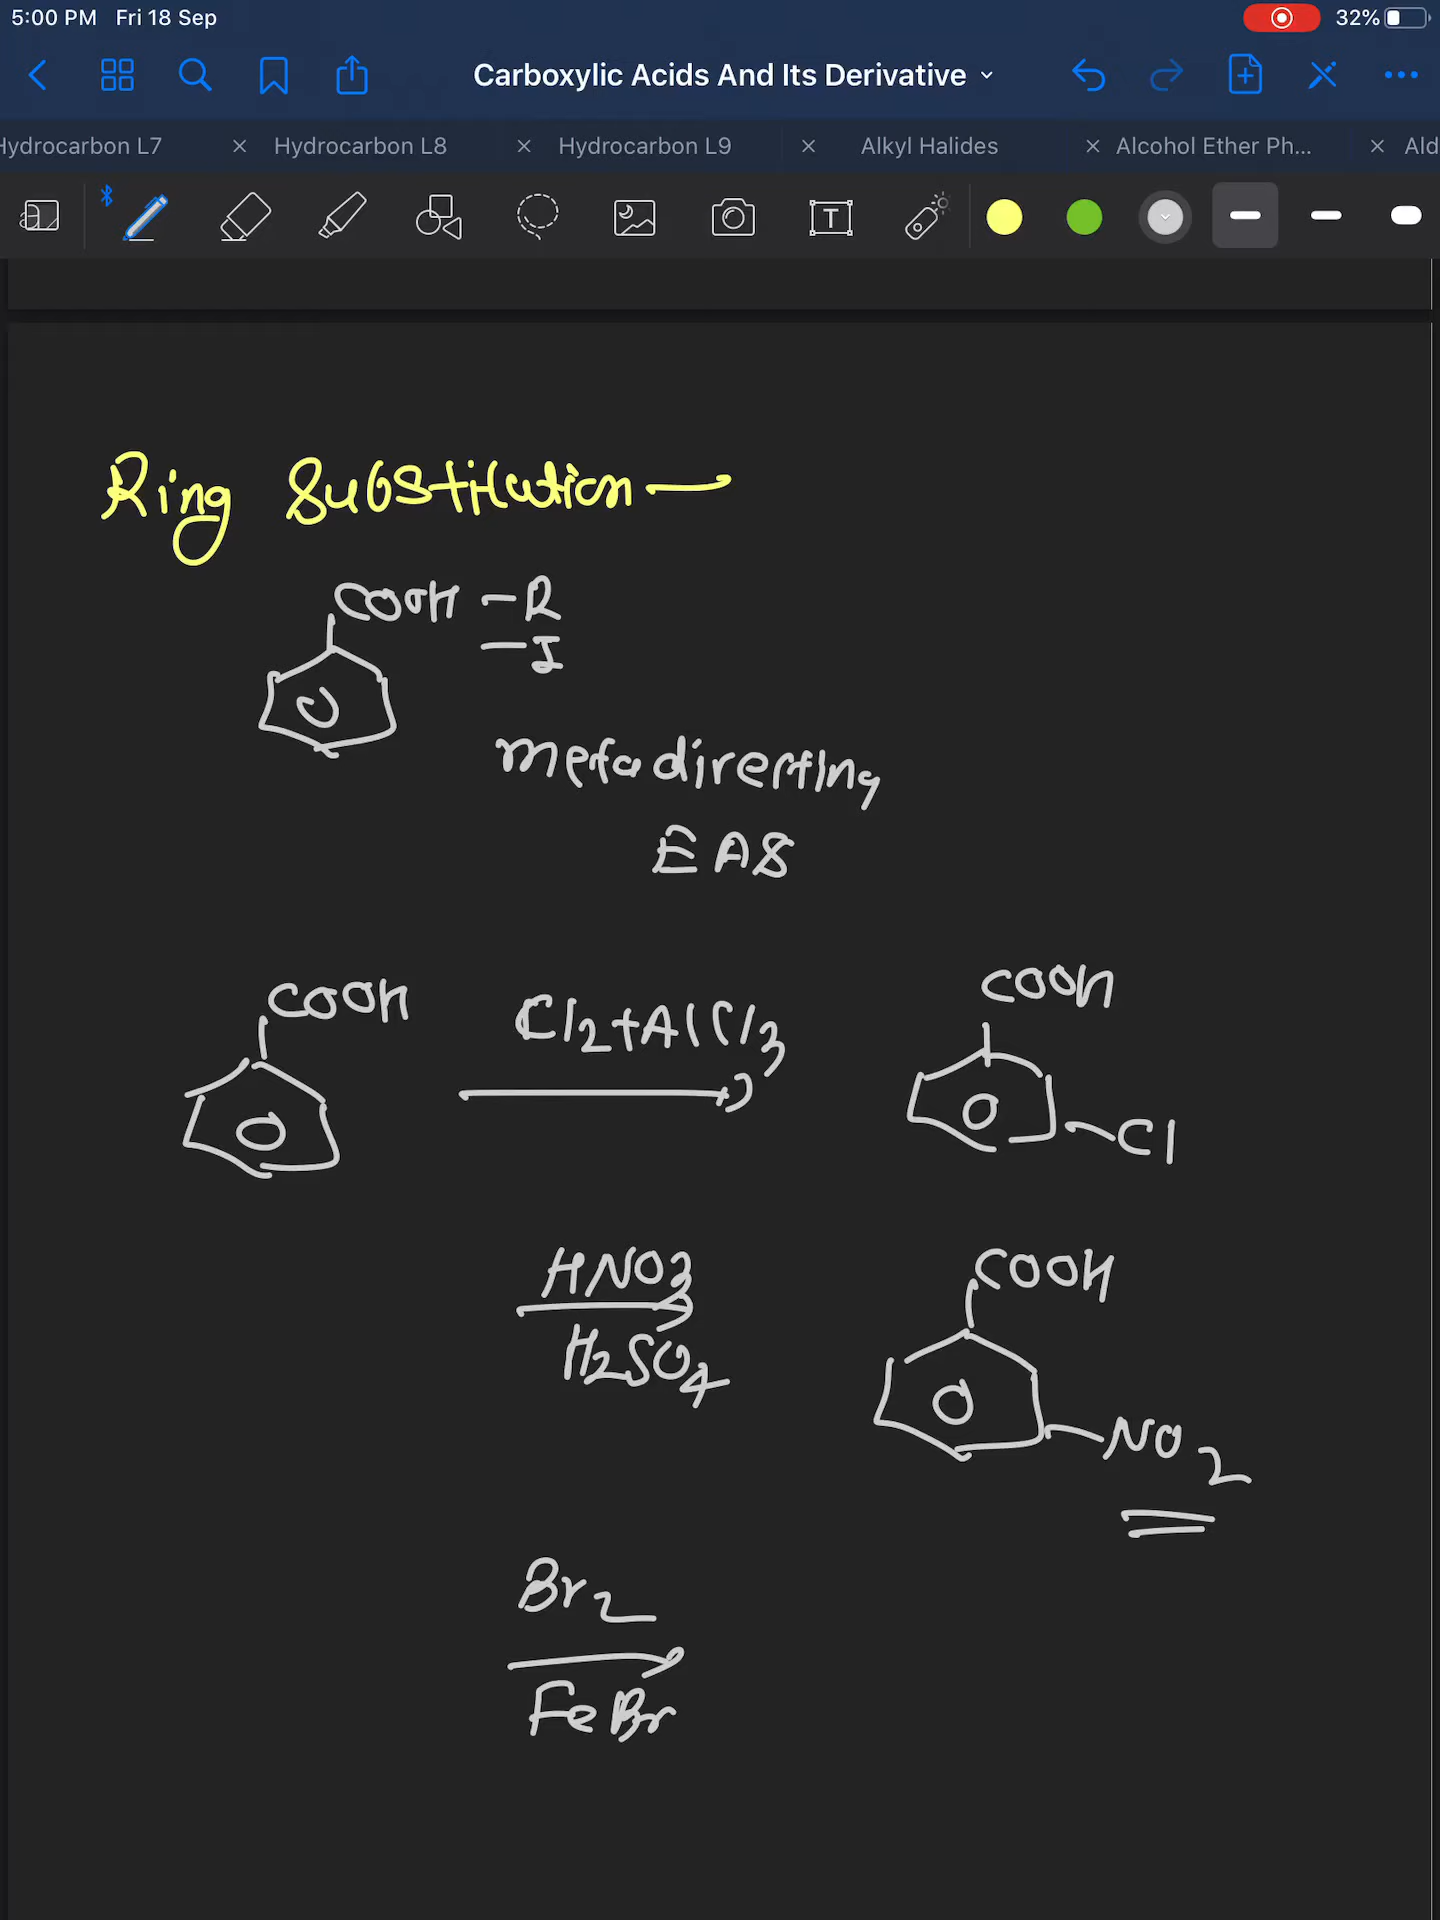 5:00 PM Fri 18 Sep 32%
Carboxylic Acids And Its Derivative
Hydrocarbon L7 × Hydrocarbon L8 × Hydrocarbon L9 × Alkyl Halides × Alcohol Ether Ph... × Ald
Ring Substitution —
COOH -R
-I
meta directing
EAS
COOH Cl2+AlCl3 COOH
Cl
HNO3 COOH
H2SO4
NO2
Br2
FeBr